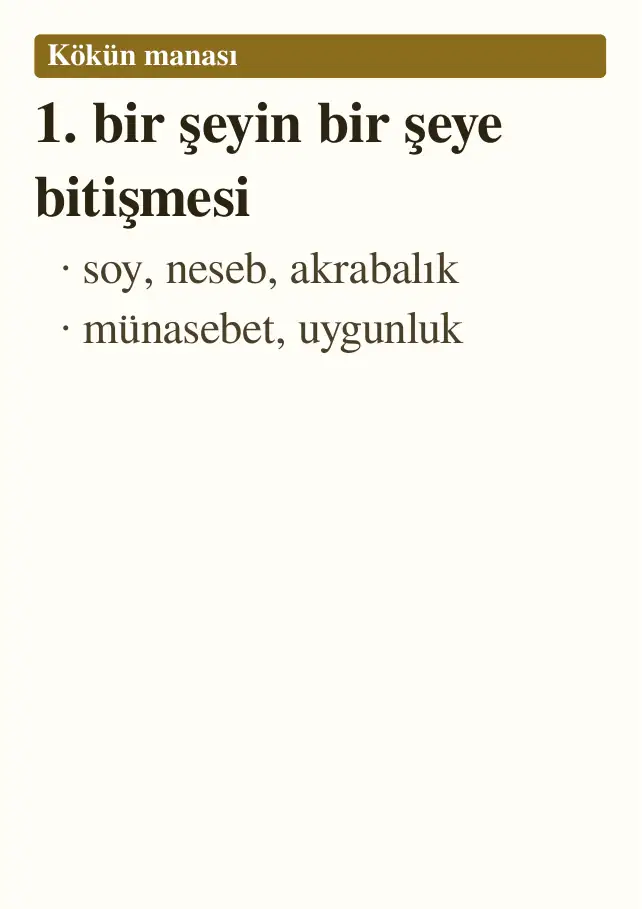 Kökün manası
1. bir şeyin bir şeye
bitişmesi
· soy, neseb, akrabalık
· münasebet, uygunluk